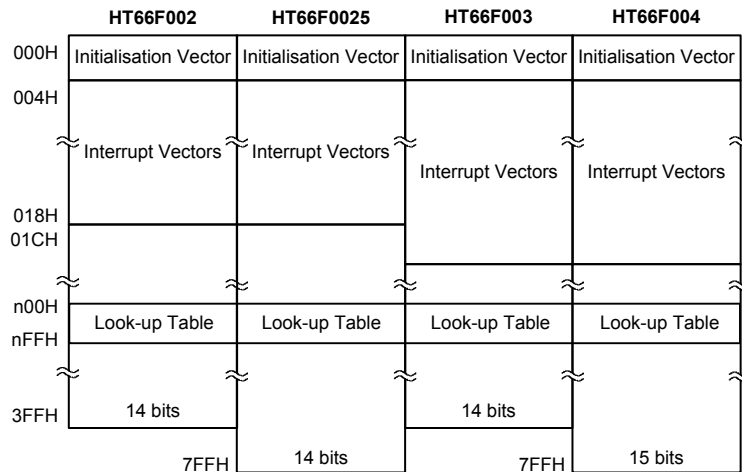 HT66F002 HT66F0025 HT66F003 HT66F004
000H Initialisation Vector Initialisation Vector Initialisation Vector Initialisation Vector
004H
Interrupt Vectors Interrupt Vectors
Interrupt Vectors Interrupt Vectors
018H
01CH
n00H
Look-up Table Look-up Table Look-up Table Look-up Table
nFFH
3FFH 14 bits 14 bits
7FFH 14 bits 7FFH 15 bits